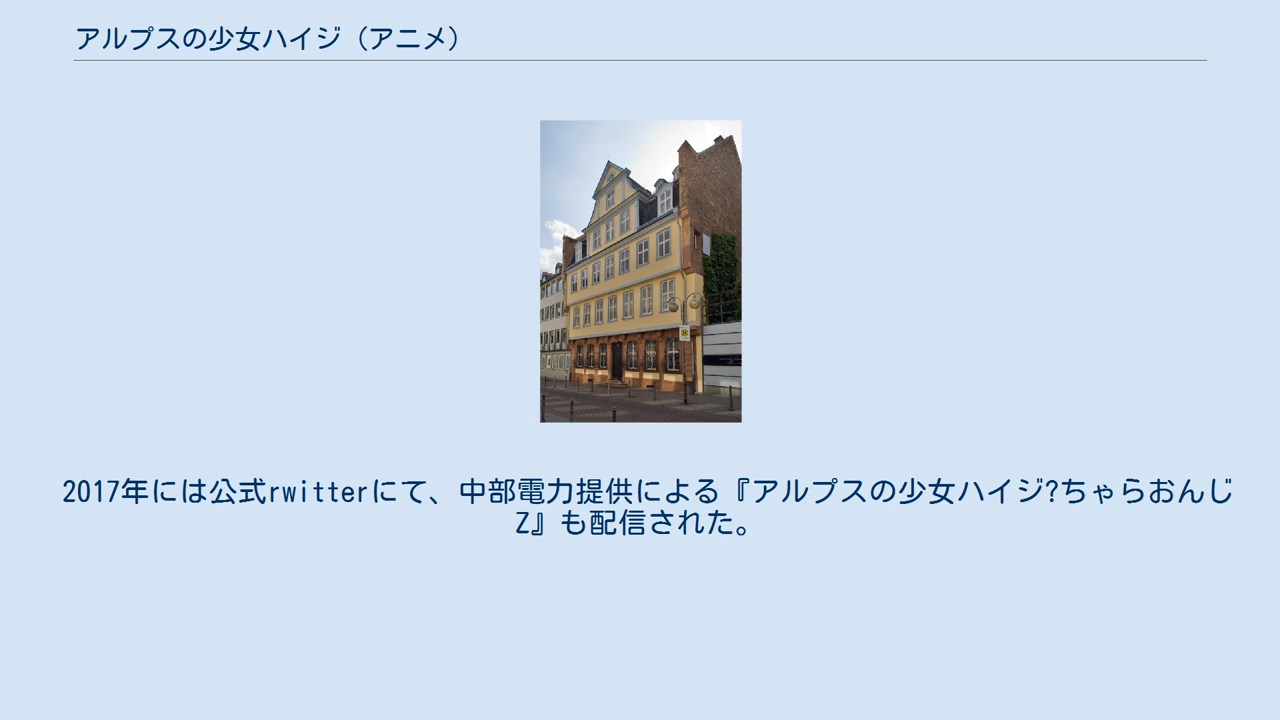 アルプスの少女ハイジ（アニメ）
2017年には公式rwitterにて、中部電力提供による『アルプスの少女ハイジ?ちゃらおんじ
Z』も配信された。